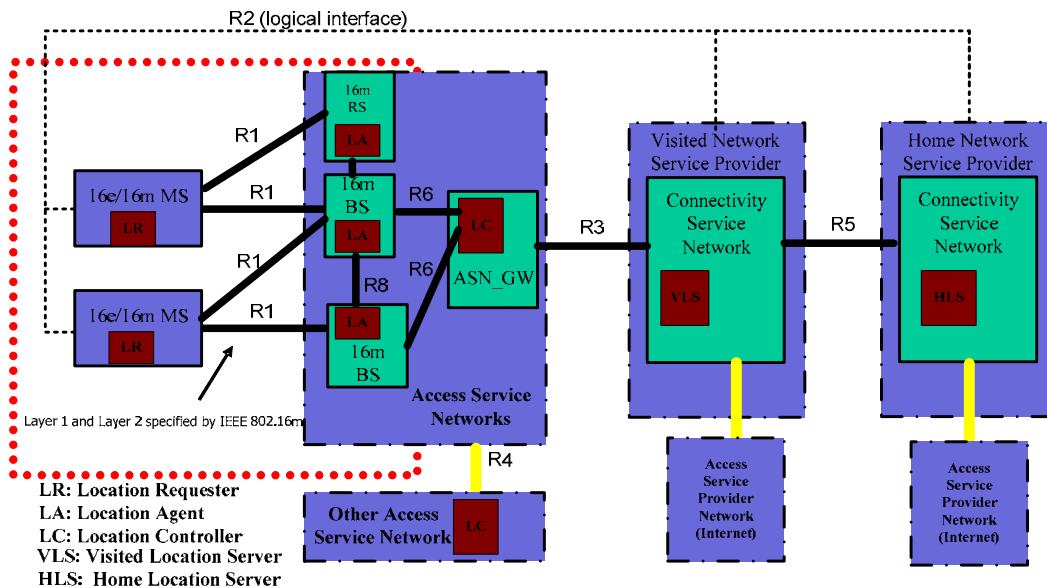 R2 (logical interface)
16m
RS
LA
R1
R1
16e/16m MS
LR
16m
BS
LA
R6
LC
ASN_GW
R1
R6
R8
R1
16e/16m MS
LR
LA
16m
BS
Layer 1 and Layer 2 specified by IEEE 802.16m
Access Service
Networks
R3
Visited Network
Service Provider
Connectivity
Service
Network
VLS
R5
Home Network
Service Provider
Connectivity
Service
Network
HLS
R4
Other Access
Service Network
LC
Access
Service
Provider
Network
(Internet)
Access
Service
Provider
Network
(Internet)
LR: Location Requester
LA: Location Agent
LC: Location Controller
VLS: Visited Location Server
HLS: Home Location Server